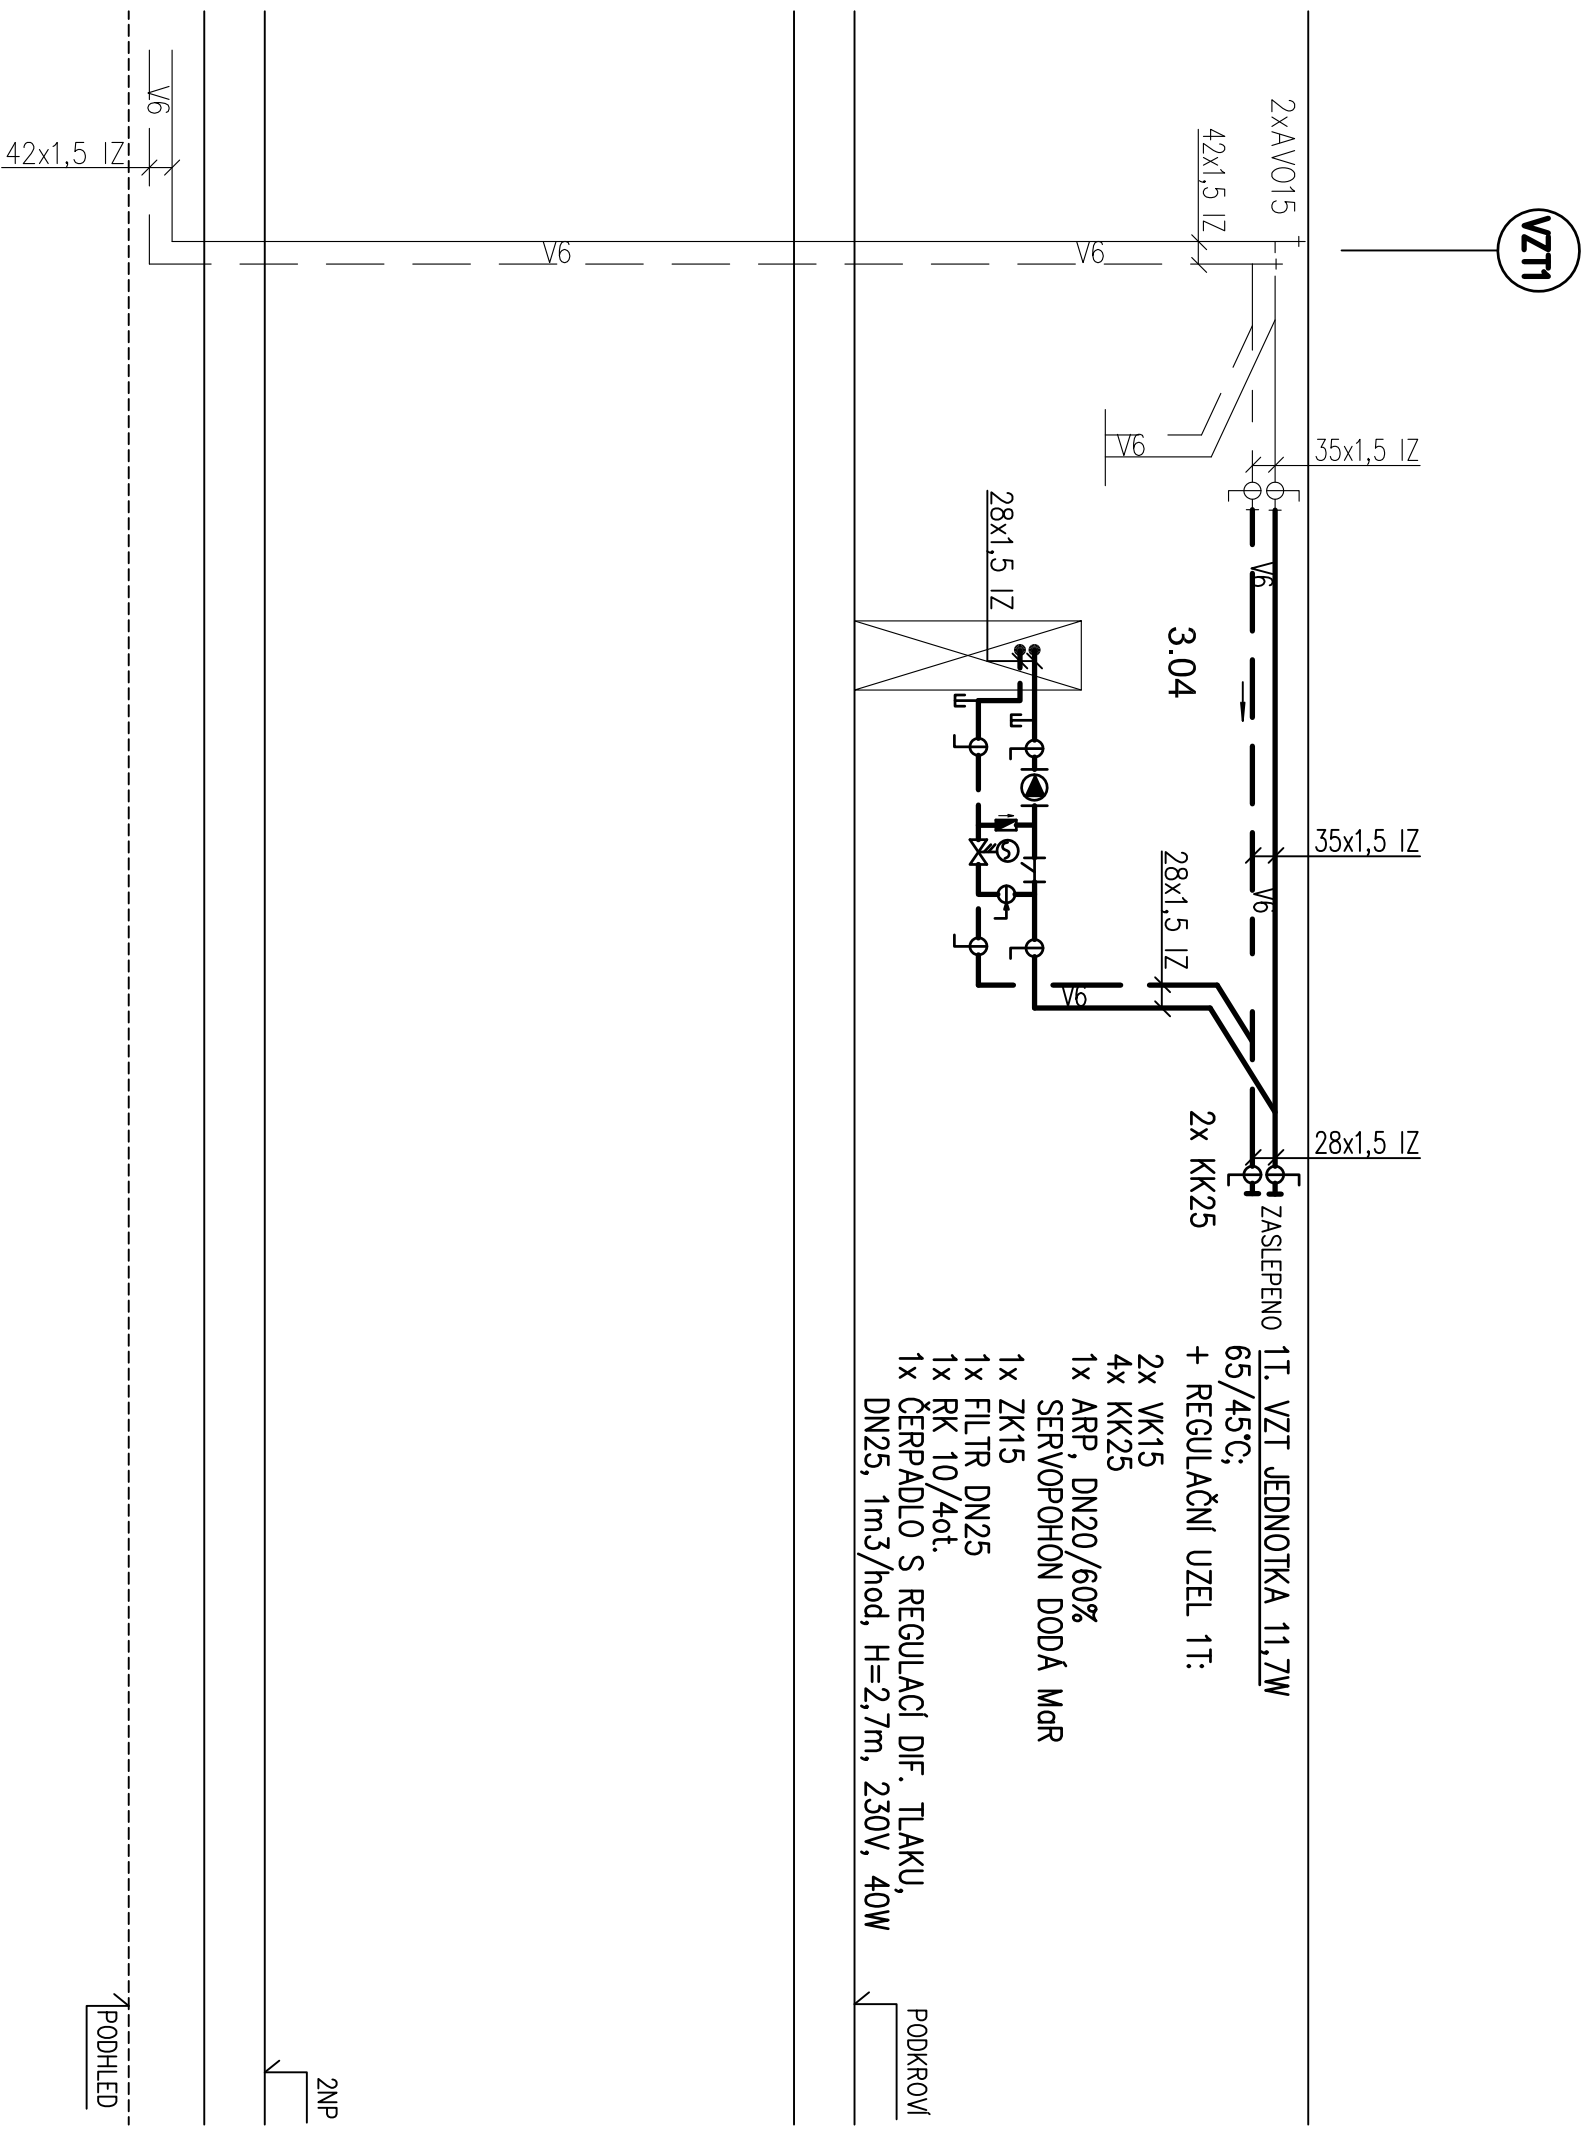 VZT1
2xAVO15
42x1,5 IZ
35x1,5 IZ
35x1,5 IZ
28x1,5 IZ
V6
V6
V6
V6
V6
V6
V6
42x1,5 IZ
28x1,5 IZ
3.04
28x1,5 IZ
2x KK25
ZASLEPENO
1T. VZT JEDNOTKA 11,7W
65/45°C;
+ REGULAČNÍ UZEL 1T:
2x VK15
4x KK25
1x ARP, DN20/60%
SERVOPOHON DODÁ MaR
1x ZK15
1x FILTR DN25
1x RK 10/4ot.
1x ČERPADLO S REGULACÍ DIF. TLAKU,
DN25, 1m3/hod, H=2,7m, 230V, 40W
PODKROVÍ
2NP
PODHLED